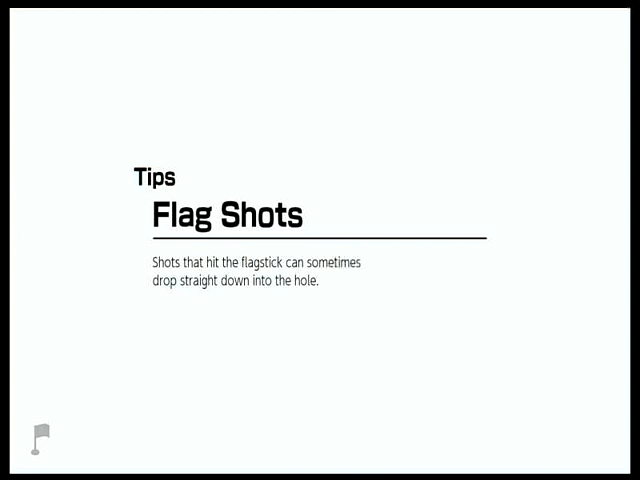 Tips
Flag Shots
Shots that hit the flagstick can sometimes
drop straight down into the hole.